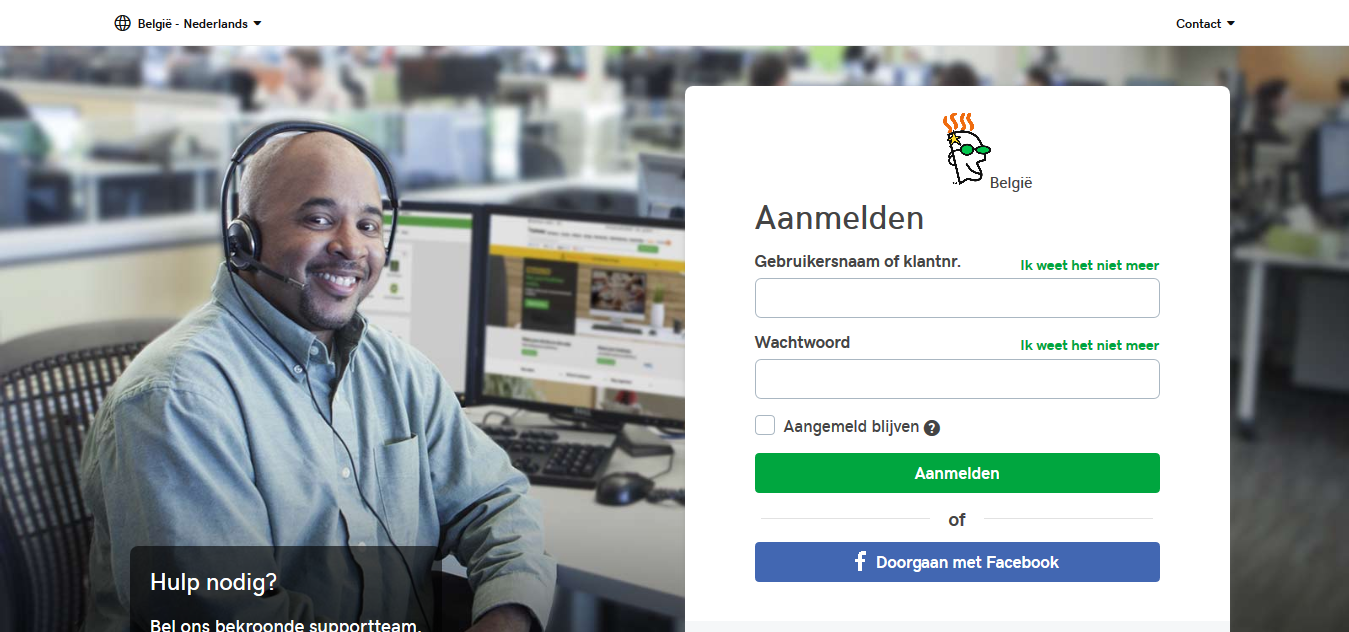 België - Nederlands
Contact
België
Aanmelden
Gebruikersnaam of klantnr.
Ik weet het niet meer
Wachtwoord
Ik weet het niet meer
Aangemeld blijven ?
Aanmelden
of
f Doorgaan met Facebook
Hulp nodig?
Bel ons bekroonde supportteam.